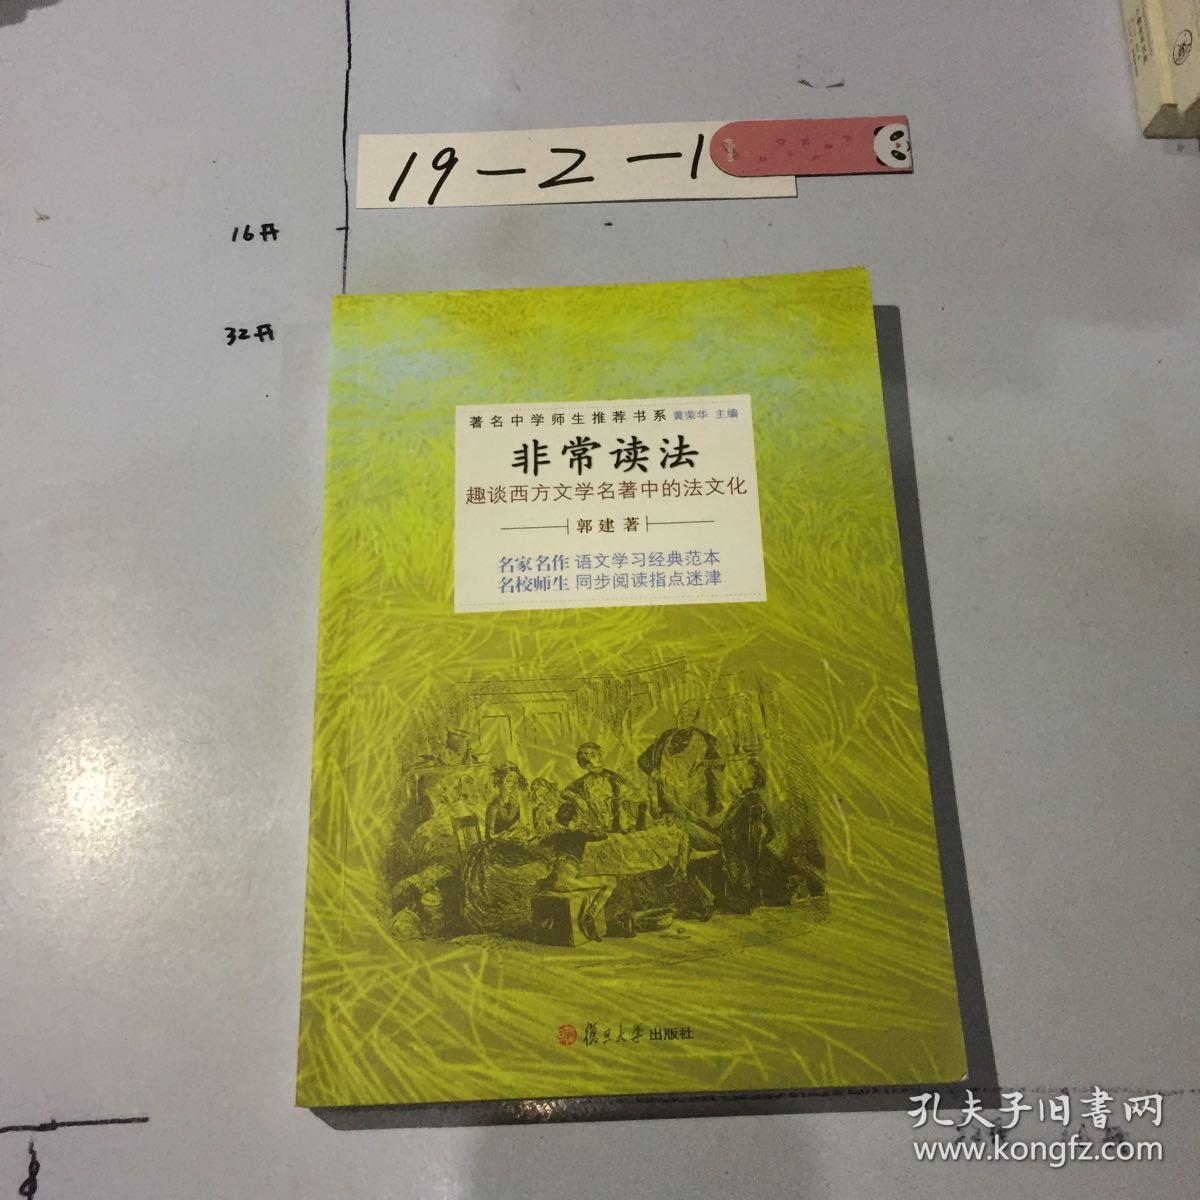 19-2-1
16开
32开
著名中学师生推荐书系 黄荣华 主编
非常读法
趣谈西方文学名著中的法文化
郭建著
名家名作 语文学习经典范本
名校师生 同步阅读指点迷津
復旦大學出版社
孔夫子旧書网
www.kongfz.com